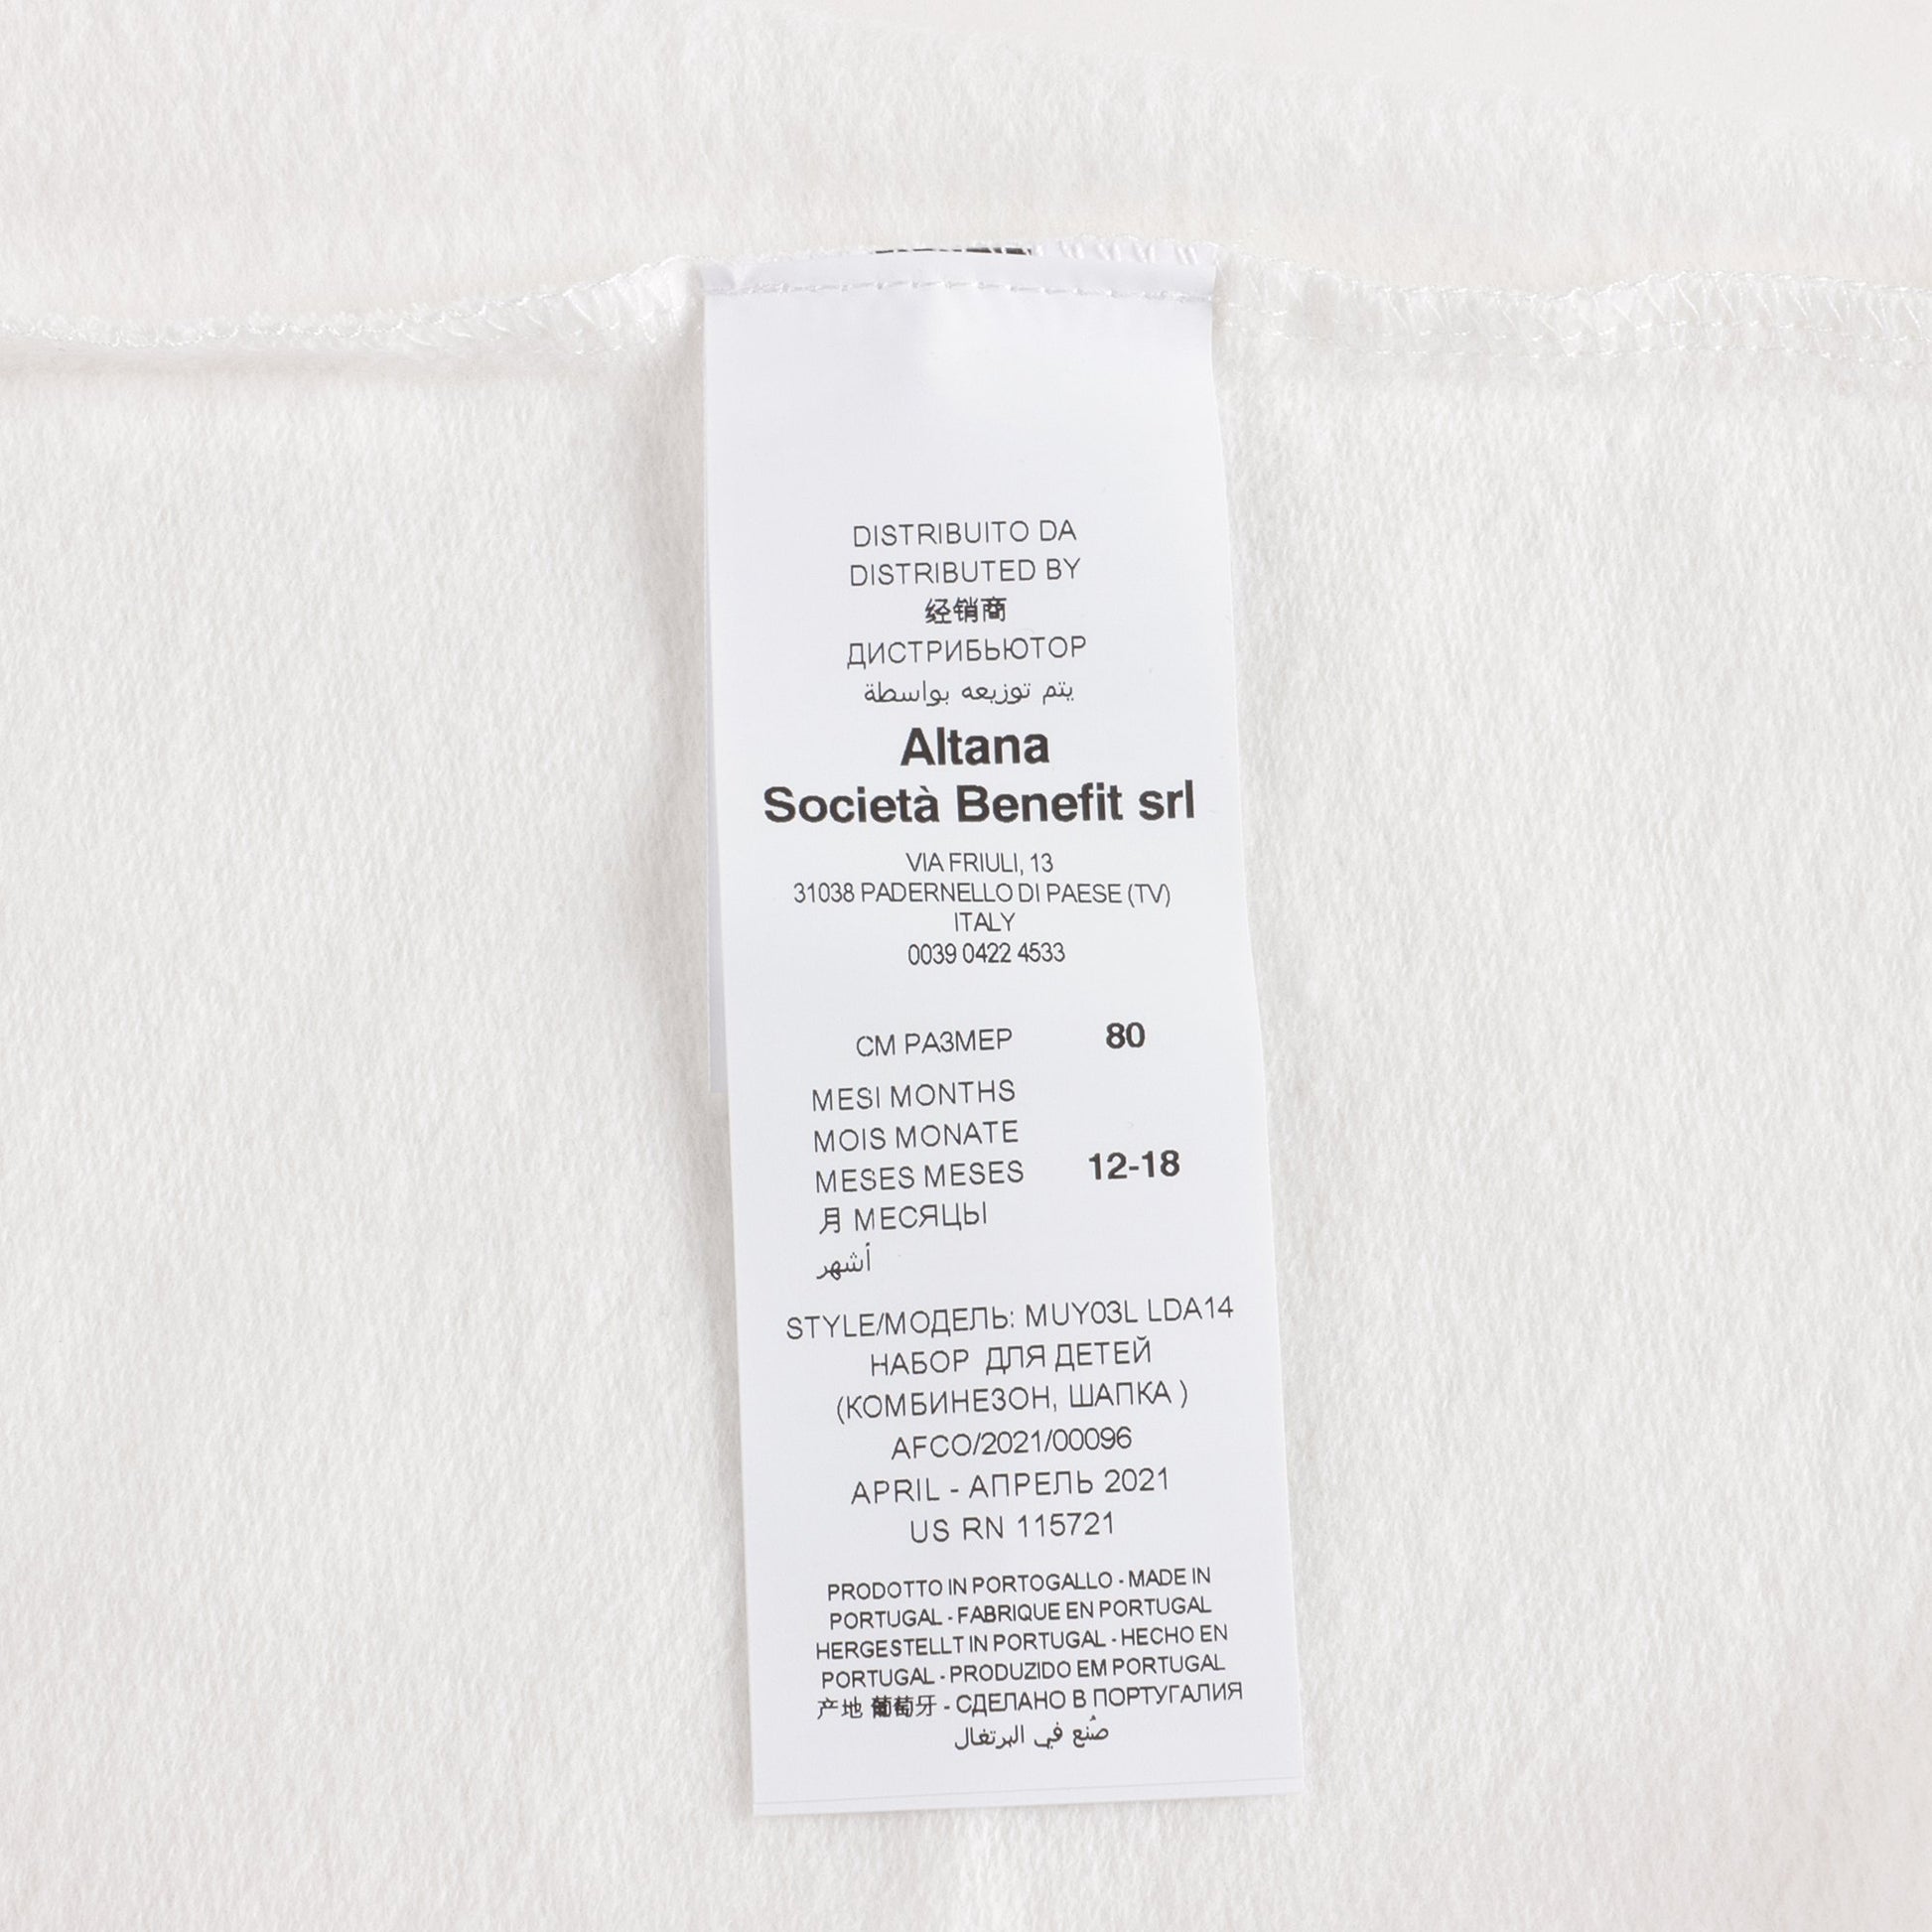 DISTRIBUITO DA
DISTRIBUTED BY
经销商
ДИСТРИБЬЮТОР
يتم توزيعه بواسطة
Altana
Società Benefit srl
VIA FRIULI, 13
31038 PADERNELLO DI PAESE (TV)
ITALY
0039 0422 4533
CM РАЗМЕР 80
MESI MONTHS
MOIS MONATE
MESES MESES 12-18
月 МЕСЯЦЫ
أشهر
STYLE/МОДЕЛЬ: MUY03L LDA14
НАБОР ДЛЯ ДЕТЕЙ
(КОМБИНЕЗОН, ШАПКА )
AFCO/2021/00096
APRIL - АПРЕЛЬ 2021
US RN 115721
PRODOTTO IN PORTOGALLO - MADE IN
PORTUGAL - FABRIQUE EN PORTUGAL
HERGESTELLT IN PORTUGAL - HECHO EN
PORTUGAL - PRODUZIDO EM PORTUGAL
产地 葡萄牙 - СДЕЛАНО В ПОРТУГАЛИЯ
صُنع في البرتغال